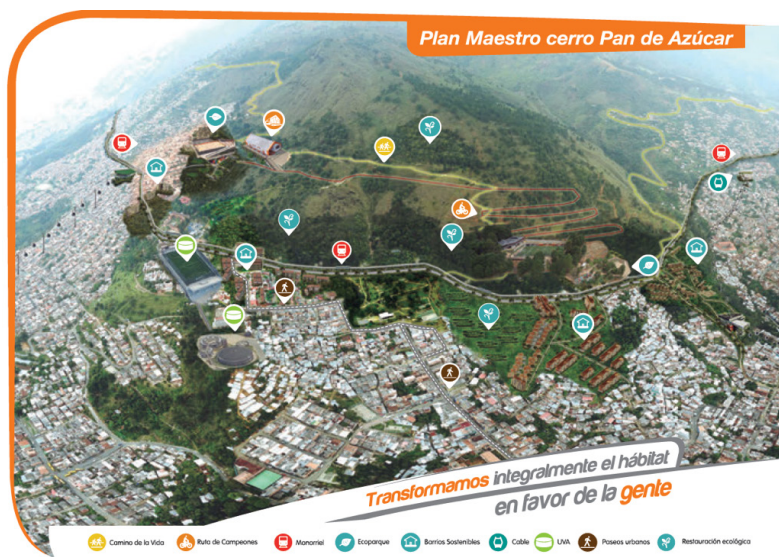 Plan Maestro cerro Pan de Azúcar
Transformamos integralmente el hábitat
en favor de la gente
Camino de la Vida
Ruta de Campeones
Monorriel
Ecoparque
Barrios Sostenibles
Cable
UVA
Paseos urbanos
Restauración ecológica